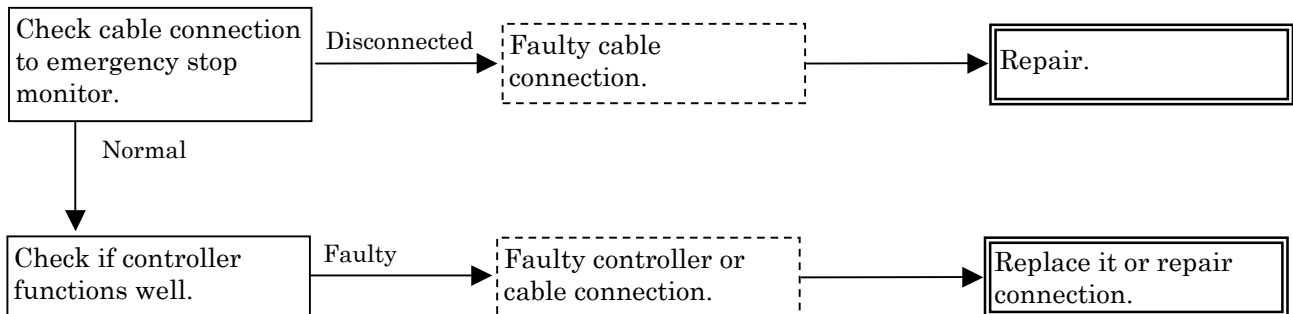 Check cable connection
to emergency stop
monitor.
Disconnected
Faulty cable
connection.
Repair.
Normal
Check if controller
functions well.
Faulty
Faulty controller or
cable connection.
Replace it or repair
connection.